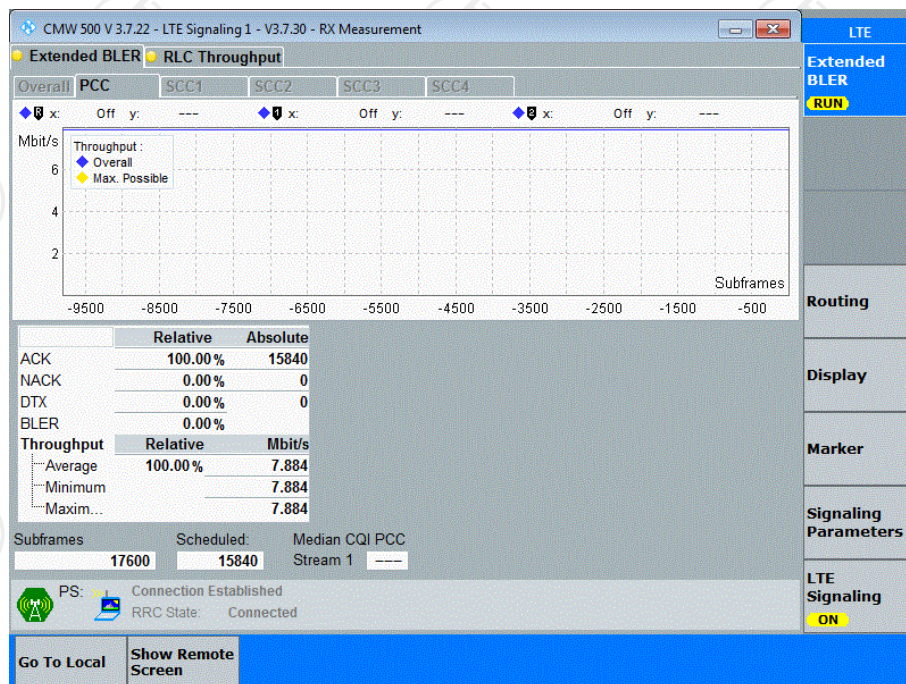 CMW 500 V 3.7.22 - LTE Signaling 1 - V3.7.30 - RX Measurement
LTE
Extended BLER RLC Throughput
Extended
BLER
RUN
Overall PCC SCC1 SCC2 SCC3 SCC4
R x: Off y: --- 1 x: Off y: --- 2 x: Off y: ---
Mbit/s
Throughput :
Overall
Max. Possible
6
4
2
Subframes
-9500 -8500 -7500 -6500 -5500 -4500 -3500 -2500 -1500 -500
Routing
Relative Absolute
ACK 100.00 % 15840
NACK 0.00 % 0
DTX 0.00 % 0
BLER 0.00 %
Throughput Relative Mbit/s
Average 100.00 % 7.884
Minimum 7.884
Maxim... 7.884
Display
Marker
Signaling
Parameters
Subframes Scheduled: Median CQI PCC
17600 15840 Stream 1 ---
LTE
Signaling
ON
PS: Connection Established
RRC State: Connected
Go To Local
Show Remote
Screen